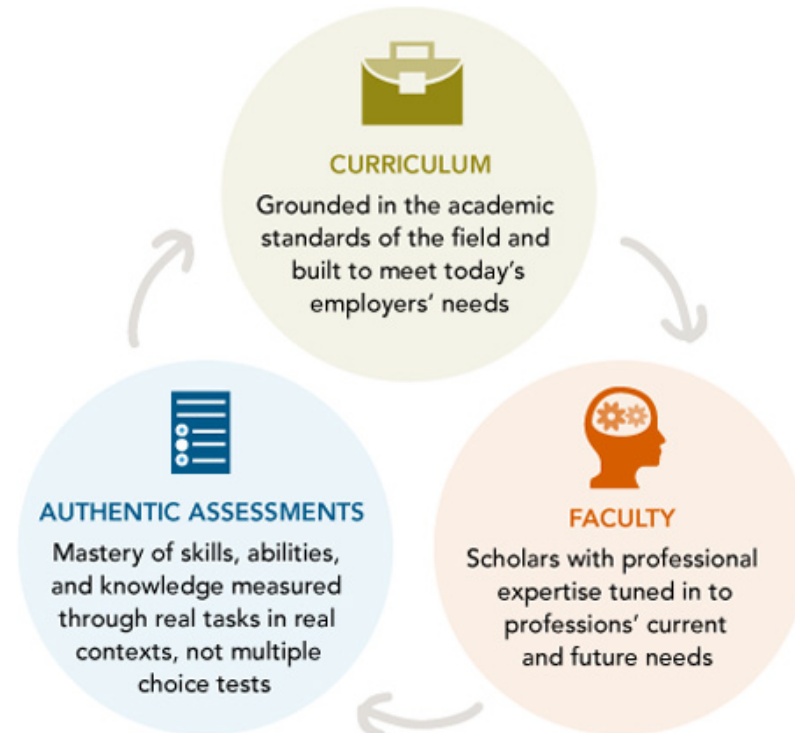 CURRICULUM
Grounded in the academic
standards of the field and
built to meet today's
employers' needs
AUTHENTIC ASSESSMENTS
Mastery of skills, abilities,
and knowledge measured
through real tasks in real
contexts, not multiple
choice tests
FACULTY
Scholars with professional
expertise tuned in to
professions' current
and future needs